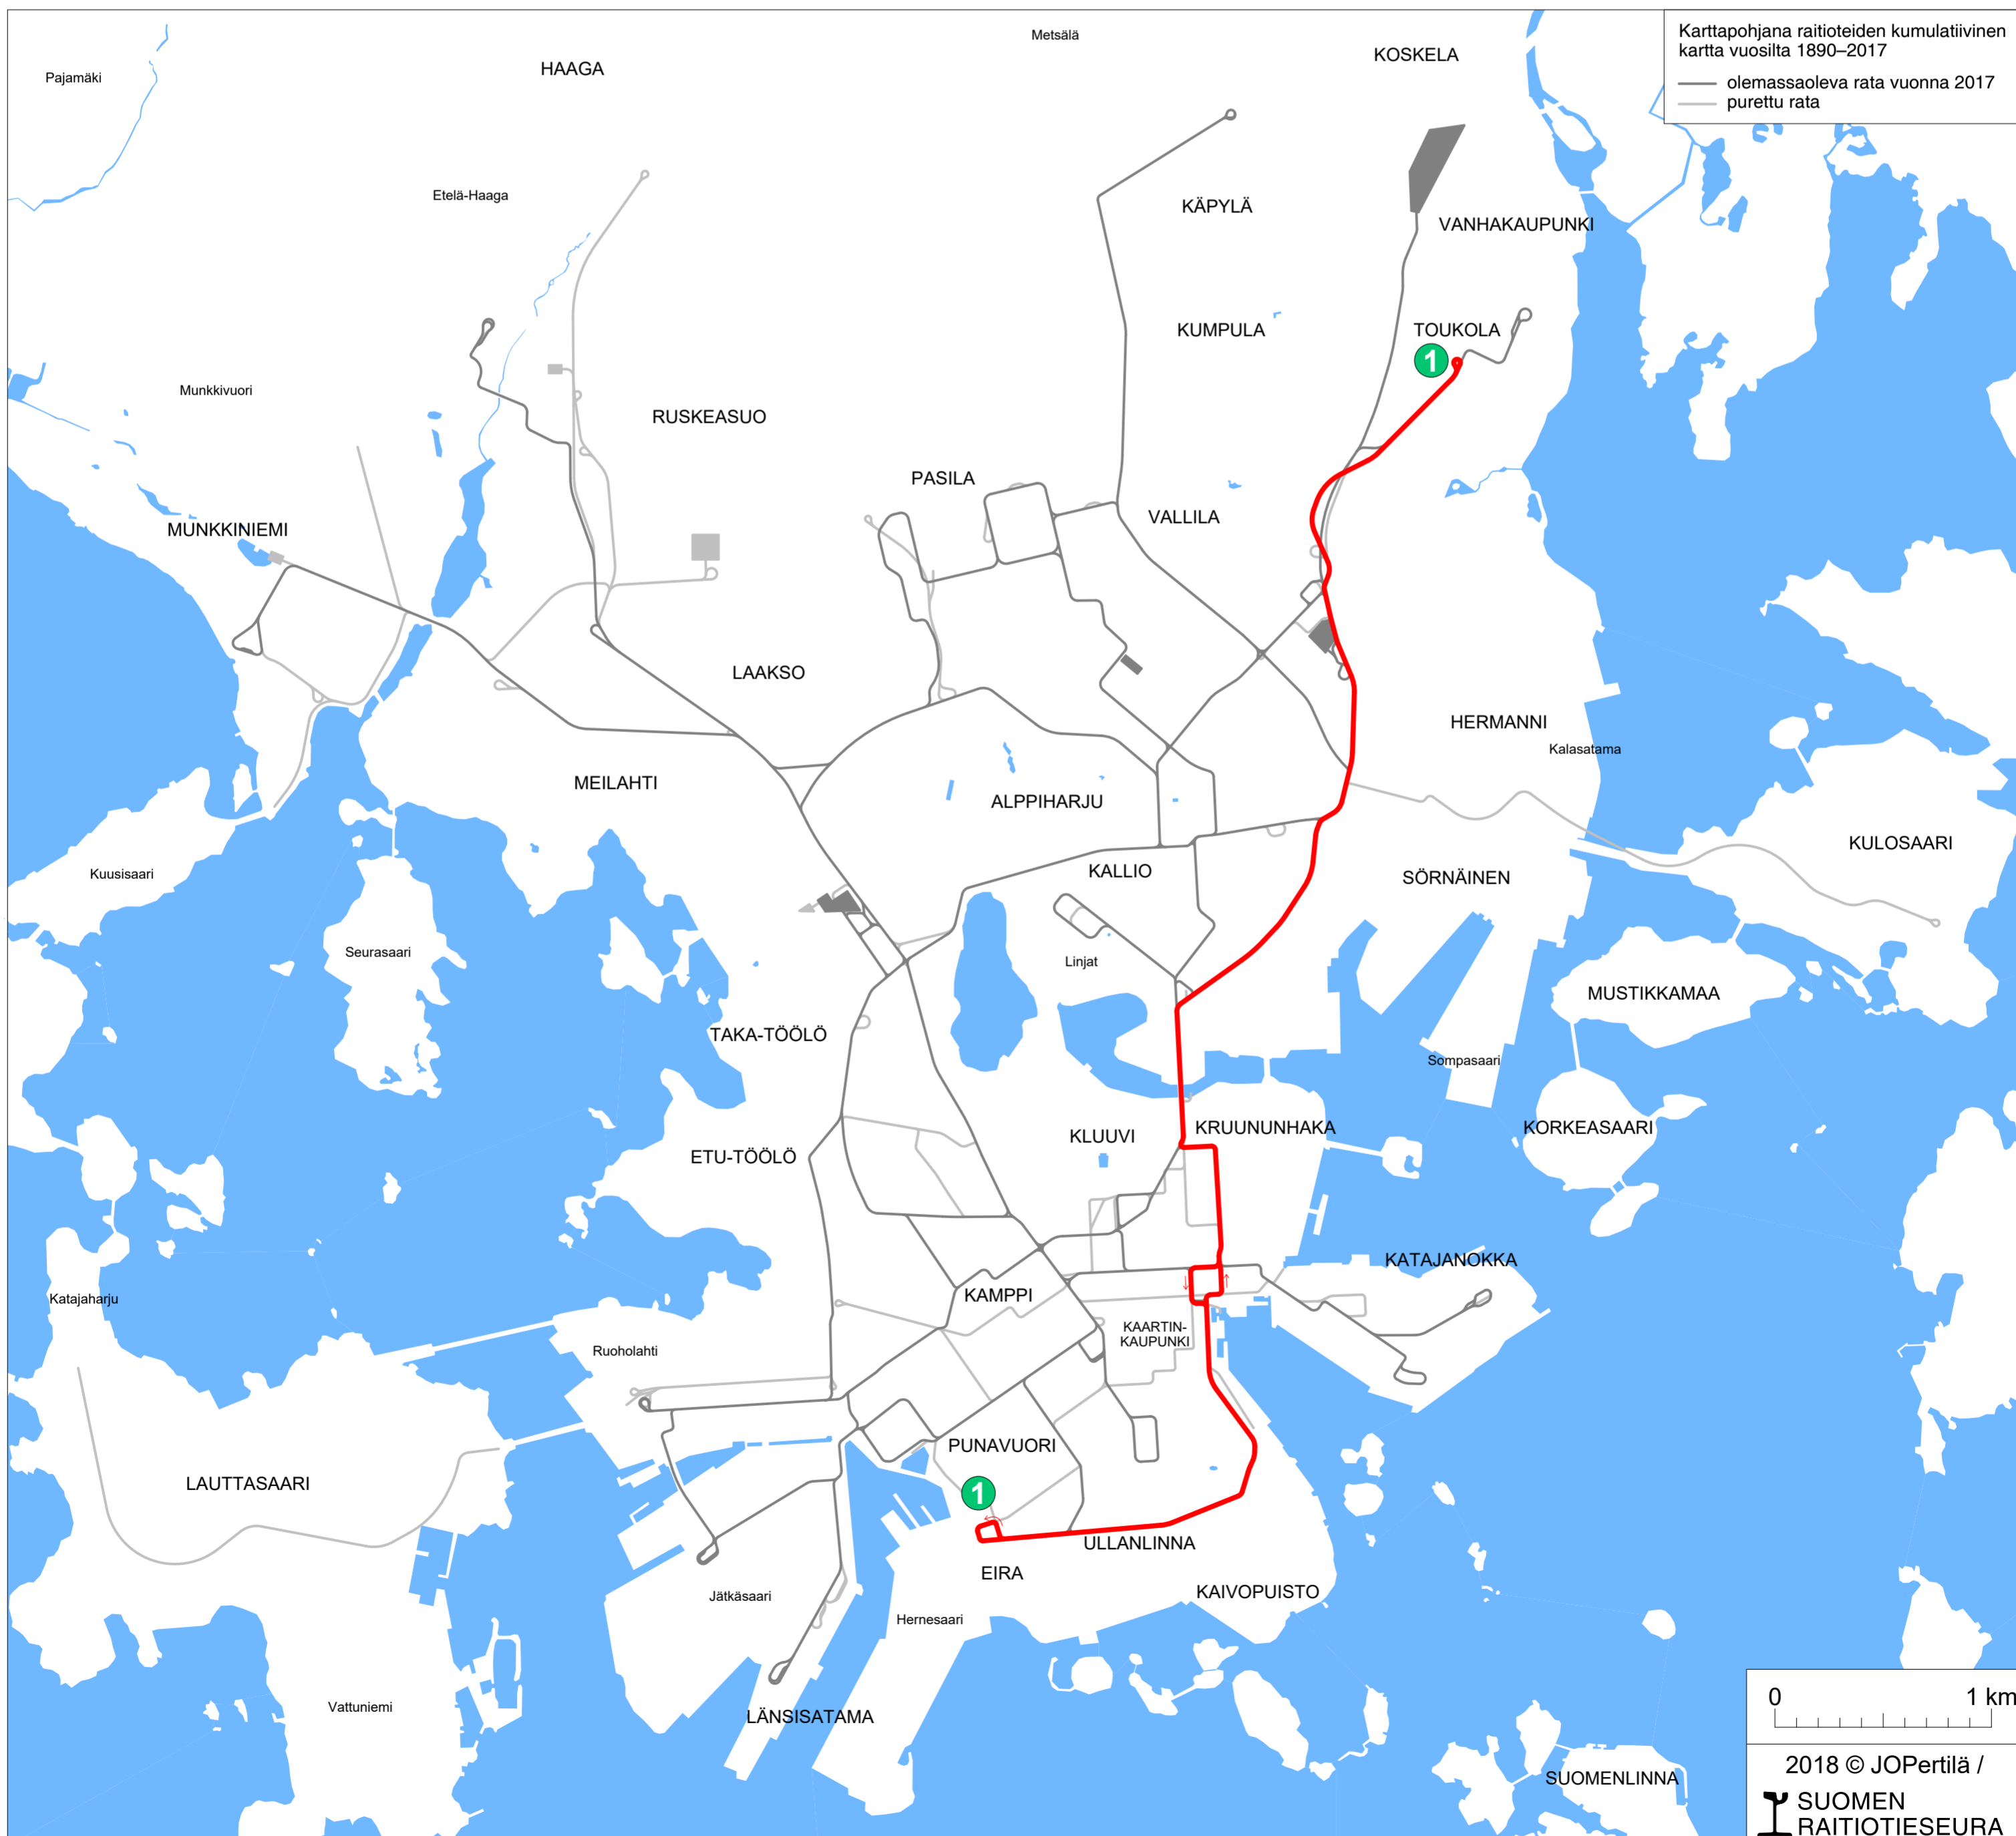 Karttapohjana raitioteiden kumulatiivinen
kartta vuosilta 1890–2017
olemassaoleva rata vuonna 2017
purettu rata
Metsälä
KOSKELA
HAAGA
Pajamäki
Etelä-Haaga
KÄPYLÄ
VANHAKAUPUNKI
KUMPULA
TOUKOLA
1
Munkkivuori
RUSKEASUO
PASILA
VALLILA
MUNKKINIEMI
LAAKSO
HERMANNI
Kalasatama
MEILAHTI
ALPPIHARJU
KULOSAARI
Kuusisaari
KALLIO
SÖRNÄINEN
Seurasaari
Linjat
MUSTIKKAMAA
TAKA-TÖÖLÖ
Sompasaari
KLUUVI
KRUUNUNHAKA
KORKEASAARI
ETU-TÖÖLÖ
KATAJANOKKA
Katajaharju
KAMPPI
KAARTIN-
KAUPUNKI
Ruoholahti
PUNAVUORI
LAUTTASAARI
1
ULLANLINNA
EIRA
KAIVOPUISTO
Jätkäsaari
Hernesaari
Vattuniemi
LÄNSISATAMA
SUOMENLINNA
0 1 km
2018 © JOPertilä /
SUOMEN
RAITIOTIESEURA